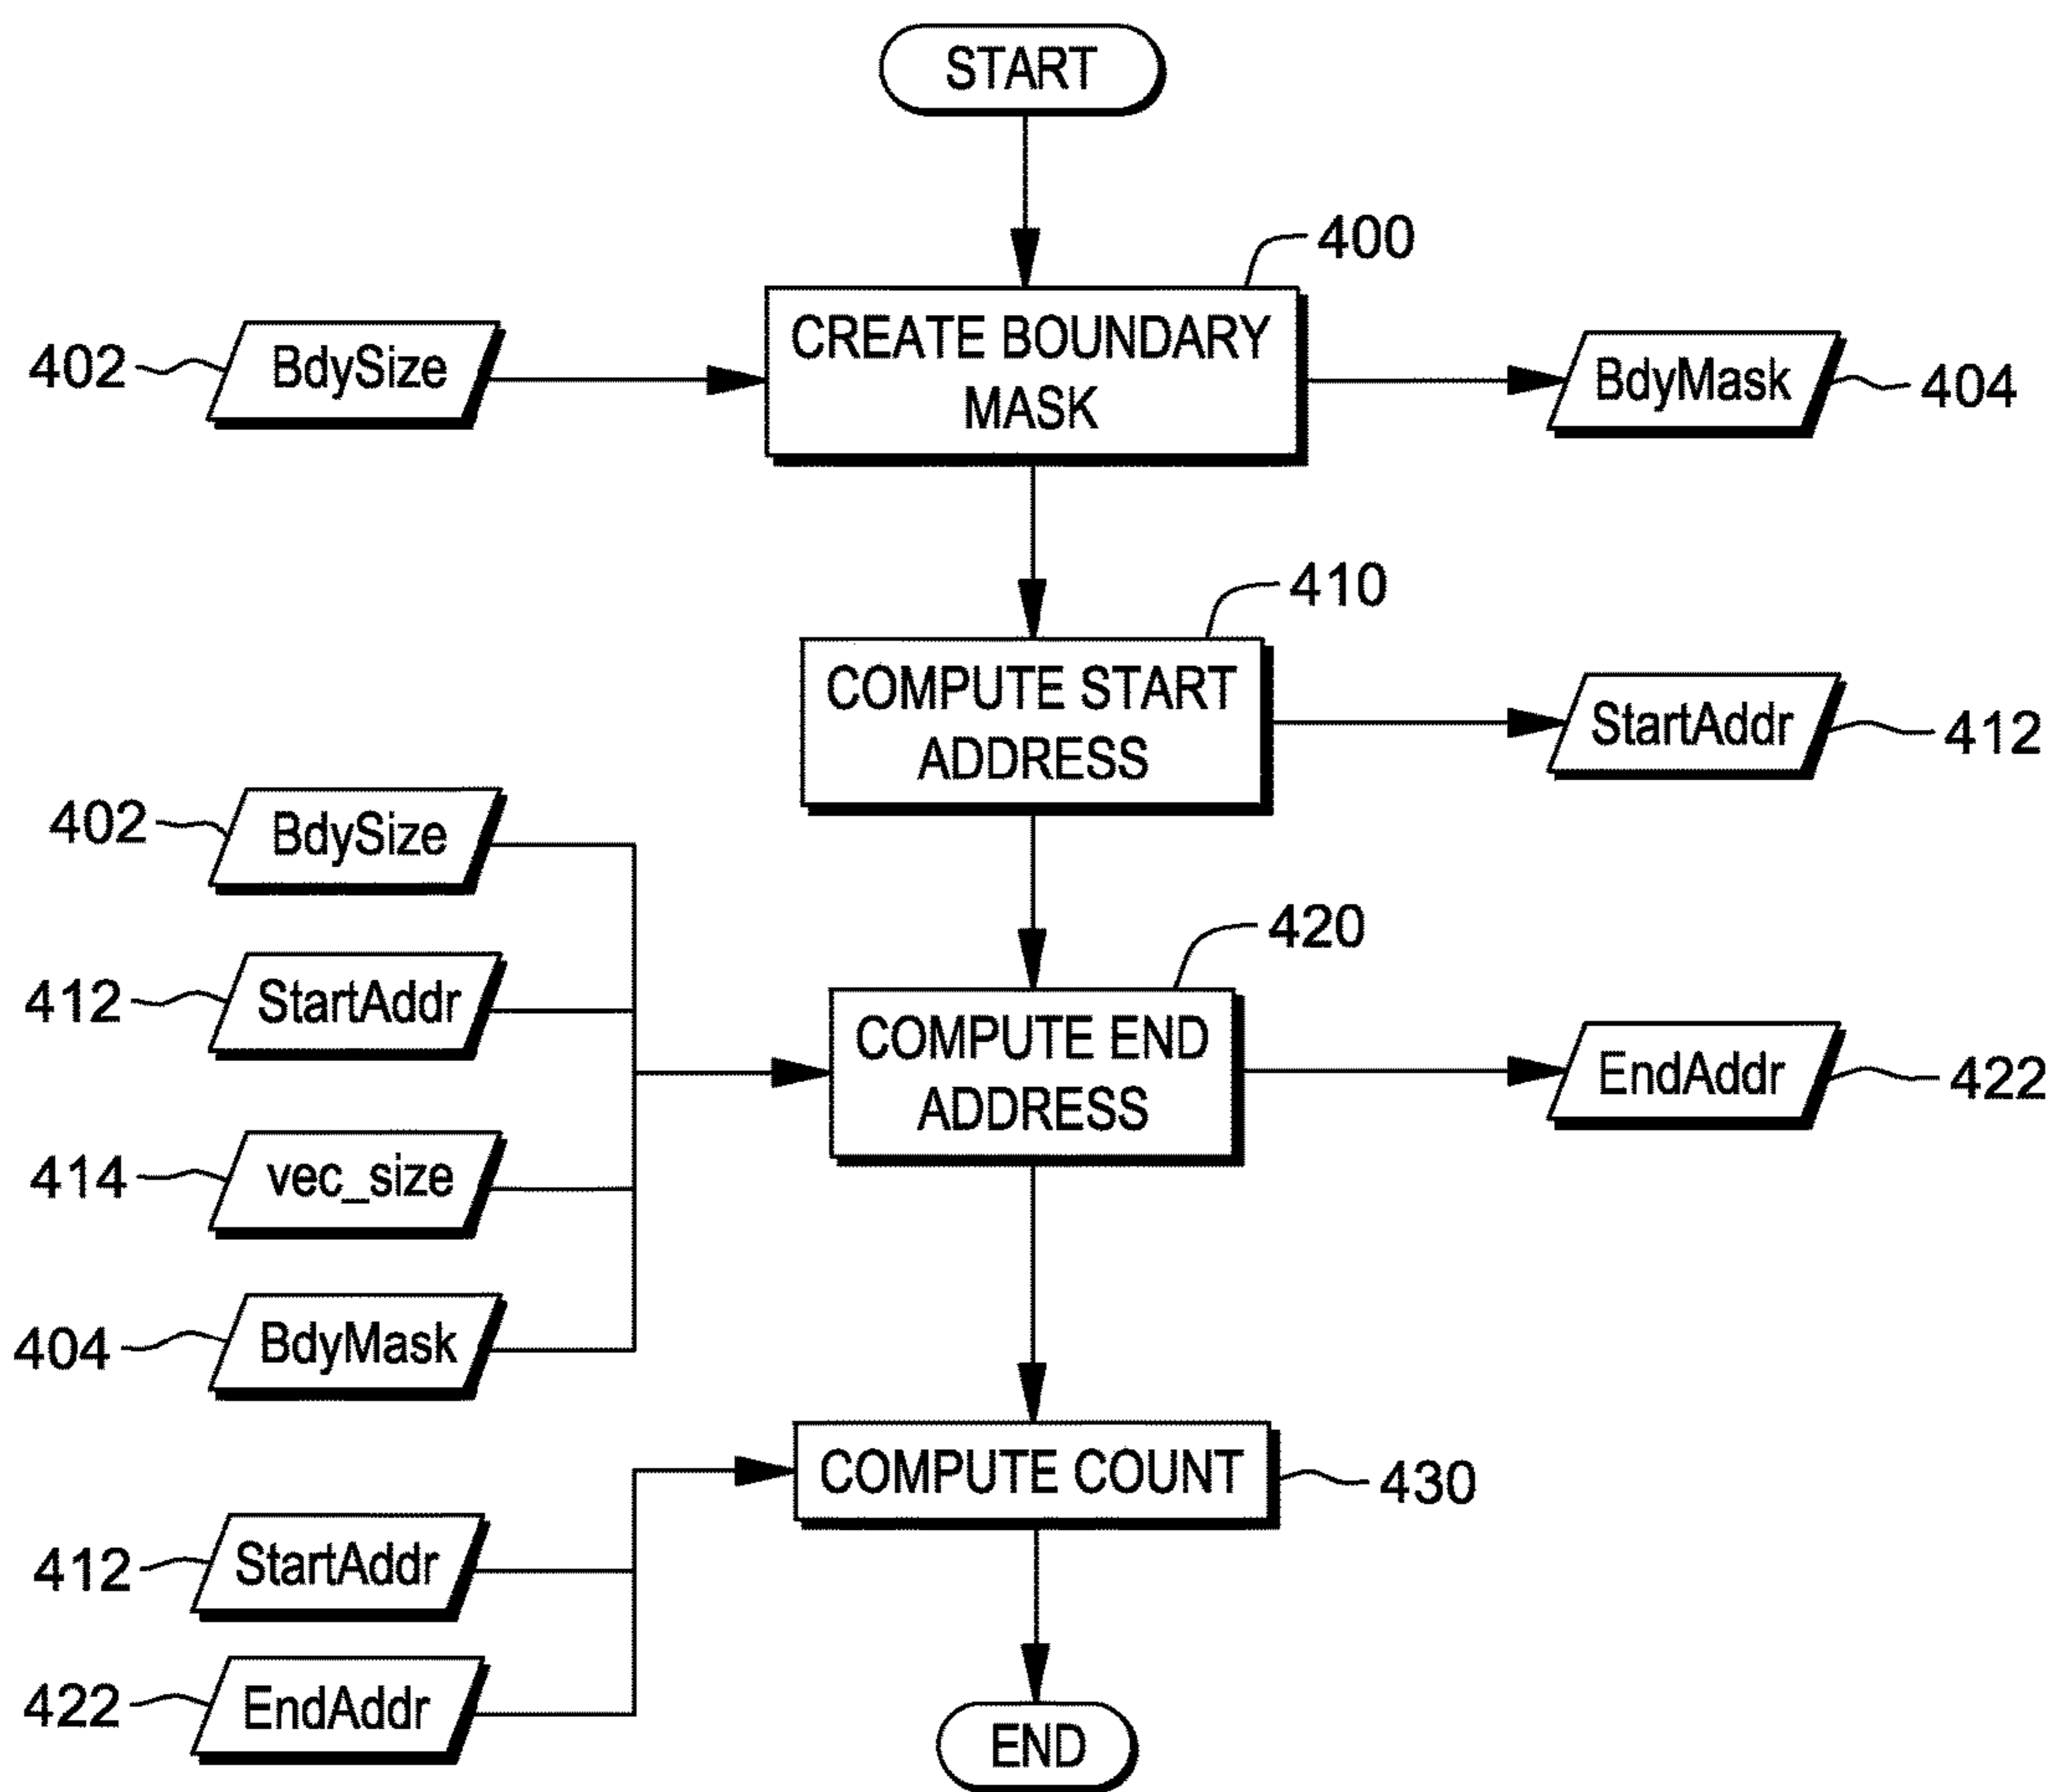 START
400
402
BdySize
CREATE BOUNDARY
MASK
BdyMask
404
410
COMPUTE START
ADDRESS
StartAddr
412
402
BdySize
420
412
StartAddr
COMPUTE END
ADDRESS
EndAddr
422
414
vec_size
404
BdyMask
COMPUTE COUNT
430
412
StartAddr
422
EndAddr
END